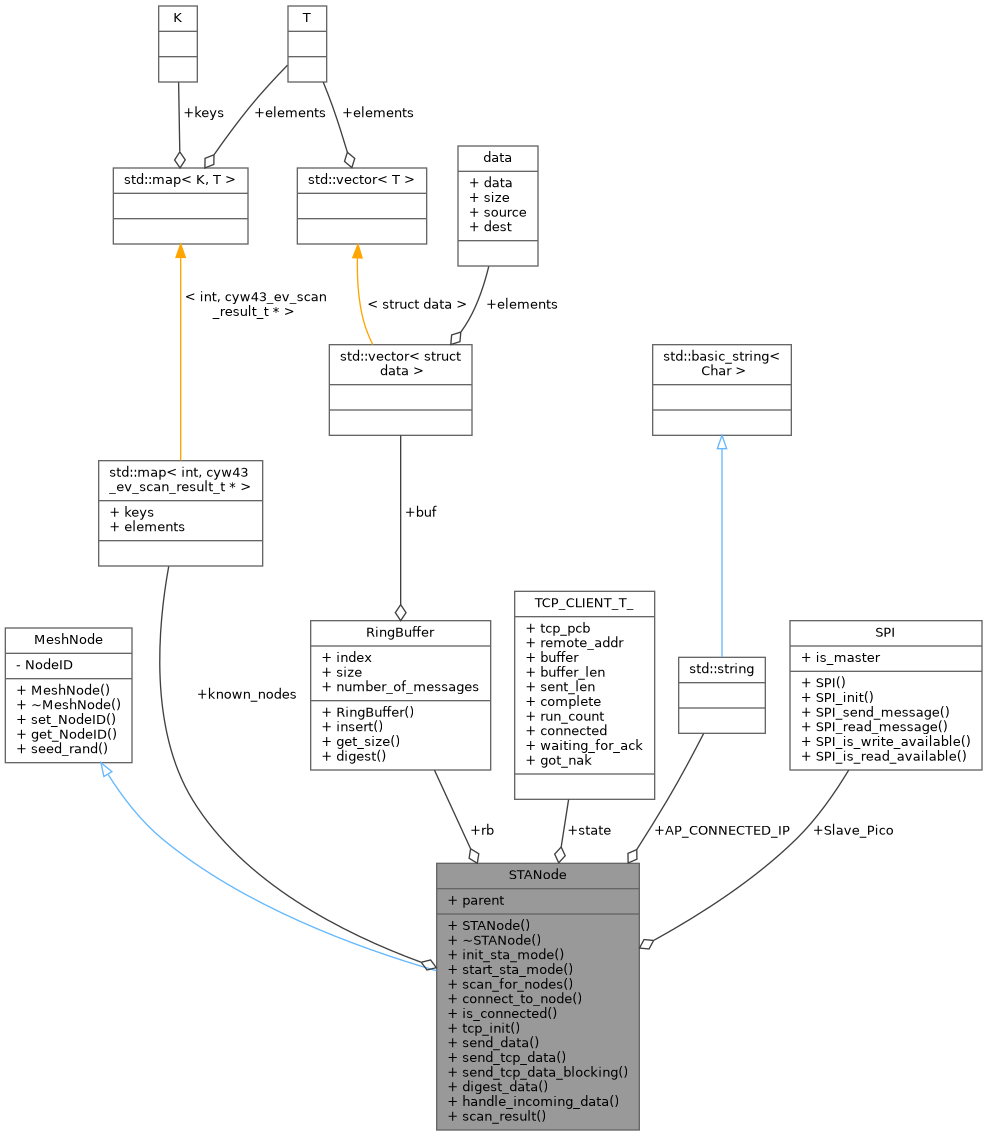 K
T
+keys
+elements
+elements
data
+ data
+ size
+ source
+ dest
std::map< K, T >
std::vector< T >
< int, cyw43_ev_scan
_result_t * >
< struct data >
+elements
std::vector< struct
data >
std::basic_string<
Char >
std::map< int, cyw43
_ev_scan_result_t * >
+ keys
+ elements
+buf
MeshNode
- NodeID
+ MeshNode()
+ ~MeshNode()
+ set_NodeID()
+ get_NodeID()
+ seed_rand()
+known_nodes
RingBuffer
+ index
+ size
+ number_of_messages
+ RingBuffer()
+ insert()
+ get_size()
+ digest()
TCP_CLIENT_T_
+ tcp_pcb
+ remote_addr
+ buffer
+ buffer_len
+ sent_len
+ complete
+ run_count
+ connected
+ waiting_for_ack
+ got_nak
std::string
SPI
+ is_master
+ SPI()
+ SPI_init()
+ SPI_send_message()
+ SPI_read_message()
+ SPI_is_write_available()
+ SPI_is_read_available()
+rb
+state
+AP_CONNECTED_IP
+Slave_Pico
STANode
+ parent
+ STANode()
+ ~STANode()
+ init_sta_mode()
+ start_sta_mode()
+ scan_for_nodes()
+ connect_to_node()
+ is_connected()
+ tcp_init()
+ send_data()
+ send_tcp_data()
+ send_tcp_data_blocking()
+ digest_data()
+ handle_incoming_data()
+ scan_result()